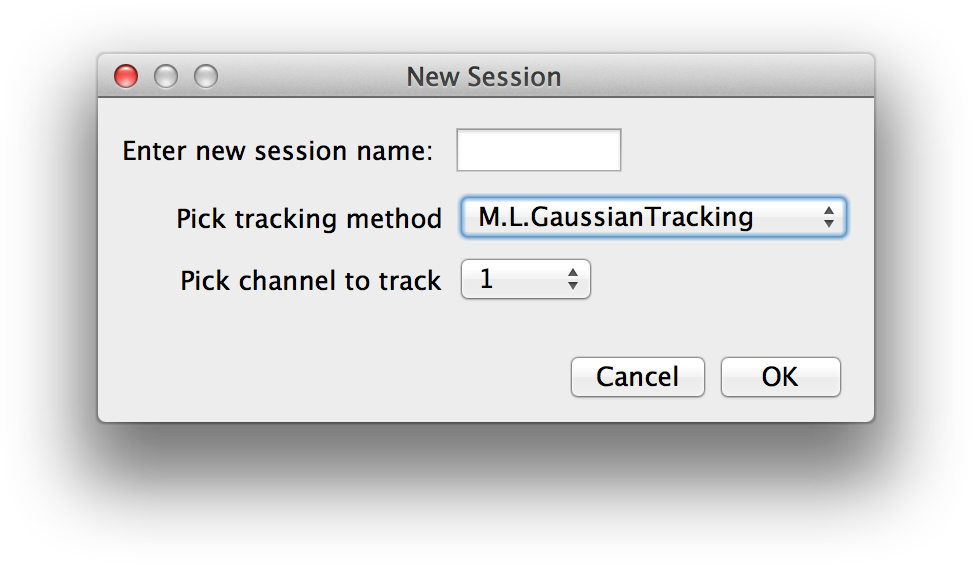 New Session
Enter new session name:
Pick tracking method M.L.GaussianTracking
Pick channel to track 1
Cancel OK